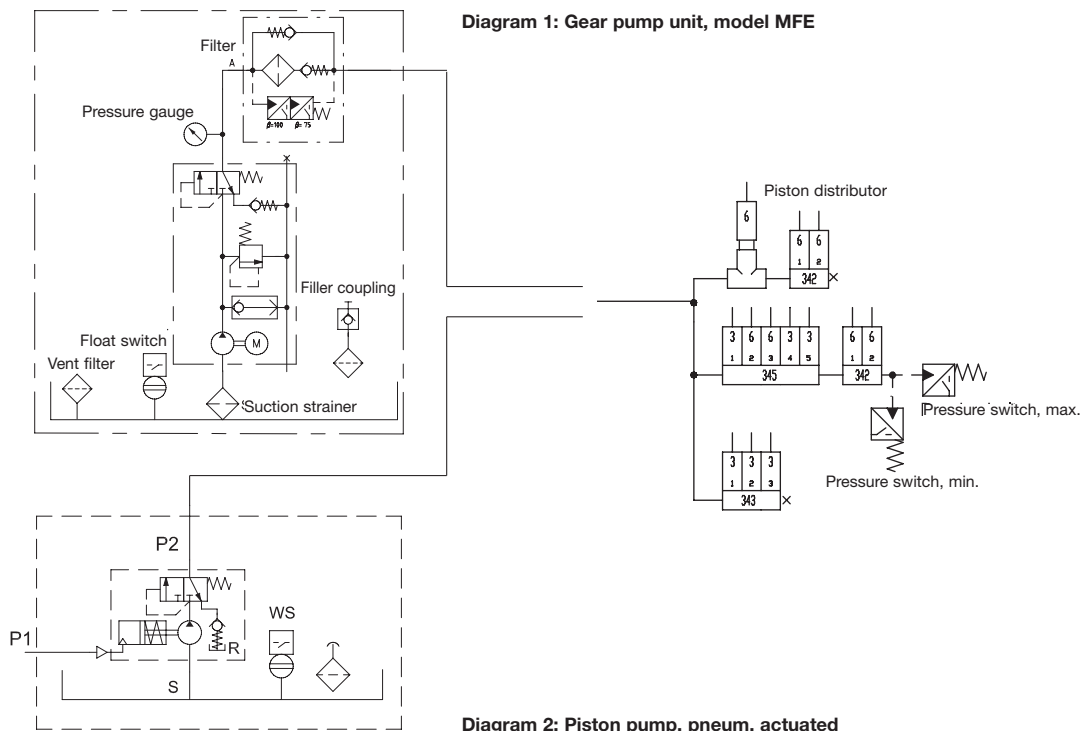 Diagram 1: Gear pump unit, model MFE
Filter
A
Pressure gauge
β=100 β= 75
Piston distributor
6
6 6
1 2
342
Filler coupling
Float switch
M
Vent filter
Suction strainer
3 6 6 3 3
1 2 3 4 5
345
6 6
1 2
342
Pressure switch, max.
Pressure switch, min.
3 3 3
1 2 3
343
P2
WS
P1
R
S
Diagram 2: Piston pump, pneum. actuated